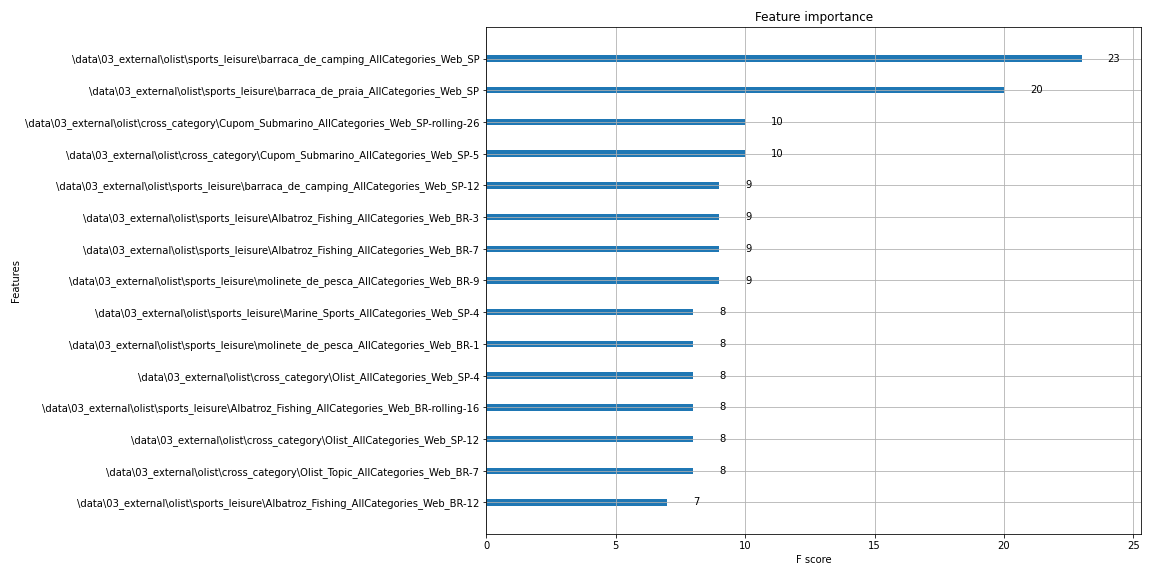 Feature importance
\data\03_external\olist\sports_leisure\barraca_de_camping_AllCategories_Web_SP 23
\data\03_external\olist\sports_leisure\barraca_de_praia_AllCategories_Web_SP 20
\data\03_external\olist\cross_category\Cupom_Submarino_AllCategories_Web_SP-rolling-26 10
\data\03_external\olist\cross_category\Cupom_Submarino_AllCategories_Web_SP-5 10
\data\03_external\olist\sports_leisure\barraca_de_camping_AllCategories_Web_SP-12 9
\data\03_external\olist\sports_leisure\Albatroz_Fishing_AllCategories_Web_BR-3 9
\data\03_external\olist\sports_leisure\Albatroz_Fishing_AllCategories_Web_BR-7 9
\data\03_external\olist\sports_leisure\molinete_de_pesca_AllCategories_Web_BR-9 9
\data\03_external\olist\sports_leisure\Marine_Sports_AllCategories_Web_SP-4 8
\data\03_external\olist\sports_leisure\molinete_de_pesca_AllCategories_Web_BR-1 8
\data\03_external\olist\cross_category\Olist_AllCategories_Web_SP-4 8
\data\03_external\olist\sports_leisure\Albatroz_Fishing_AllCategories_Web_BR-rolling-16 8
\data\03_external\olist\cross_category\Olist_AllCategories_Web_SP-12 8
\data\03_external\olist\cross_category\Olist_Topic_AllCategories_Web_BR-7 8
\data\03_external\olist\sports_leisure\Albatroz_Fishing_AllCategories_Web_BR-12 7
Features
0 5 10 15 20 25
F score